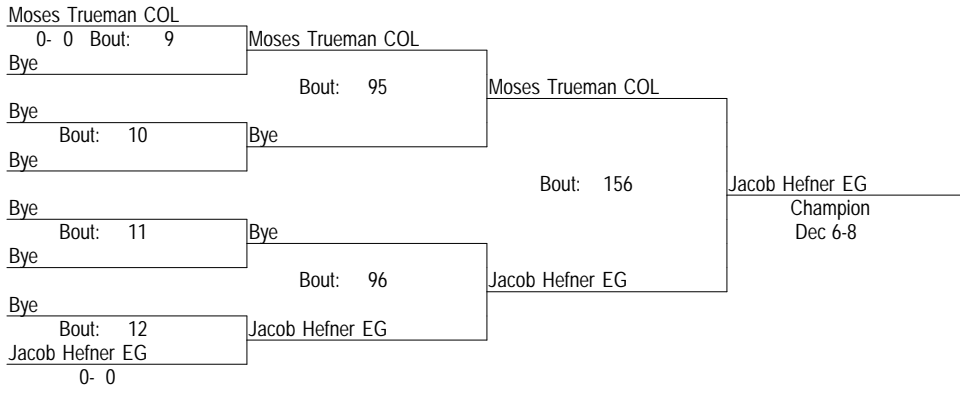 Moses Trueman COL
0- 0 Bout: 9
Moses Trueman COL
Bye
Bout: 95
Moses Trueman COL
Bye
Bout: 10
Bye
Bye
Bout: 156
Jacob Hefner EG
Bye
Champion
Bout: 11
Bye
Dec 6-8
Bye
Bout: 96
Jacob Hefner EG
Bye
Bout: 12
Jacob Hefner EG
Jacob Hefner EG
0- 0